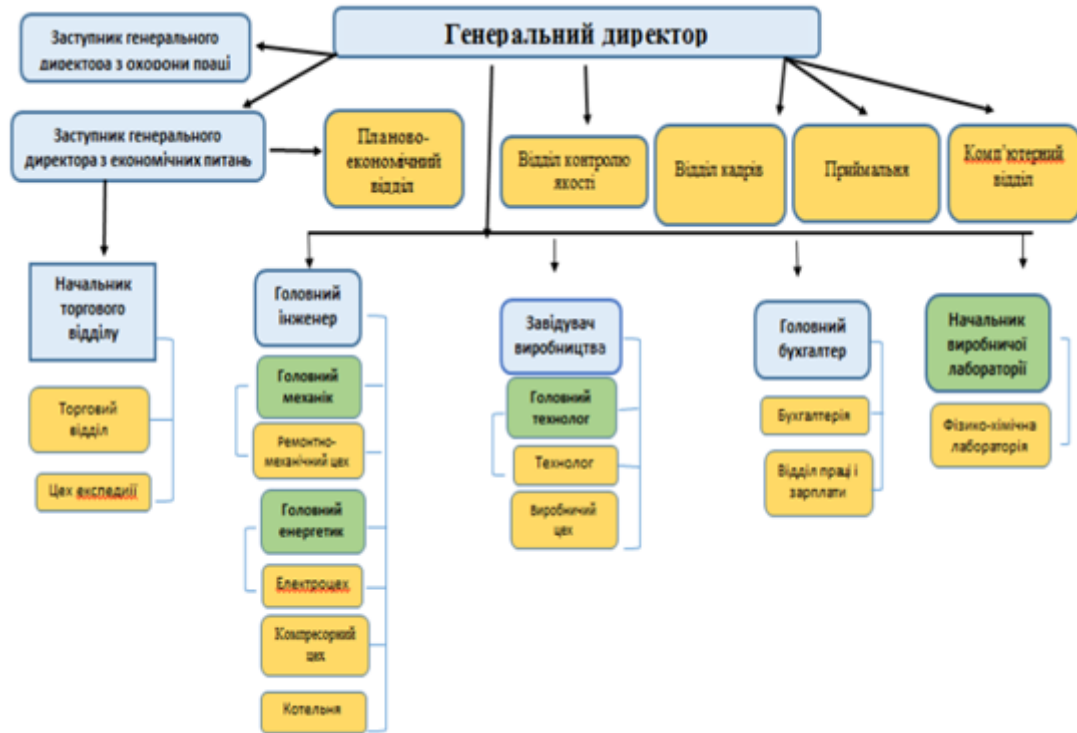 Генеральний директор
Заступник генерального
директора з охорони праці
Заступник генерального
директора з економічних питань
Планово-
економічний
відділ
Відділ контролю
якості
Відділ кадрів
Приймальня
Комп’ютерний
відділ
Начальник
торгового
відділу
Торговий
відділ
Цех експедиії
Головний
інженер
Головний
механік
Ремонтно-
механічний цех
Головний
енергетик
Електроцех
Компресорний
цех
Котельня
Завідувач
виробництва
Головний
технолог
Технолог
Виробничий
цех
Головний
бухгалтер
Бухгалтерія
Відділ праці і
зарплати
Начальник
виробничої
лабораторії
Фізико-хімічна
лабораторія